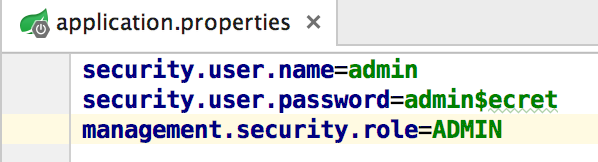 application.properties
security.user.name=admin
security.user.password=admin$ecret
management.security.role=ADMIN